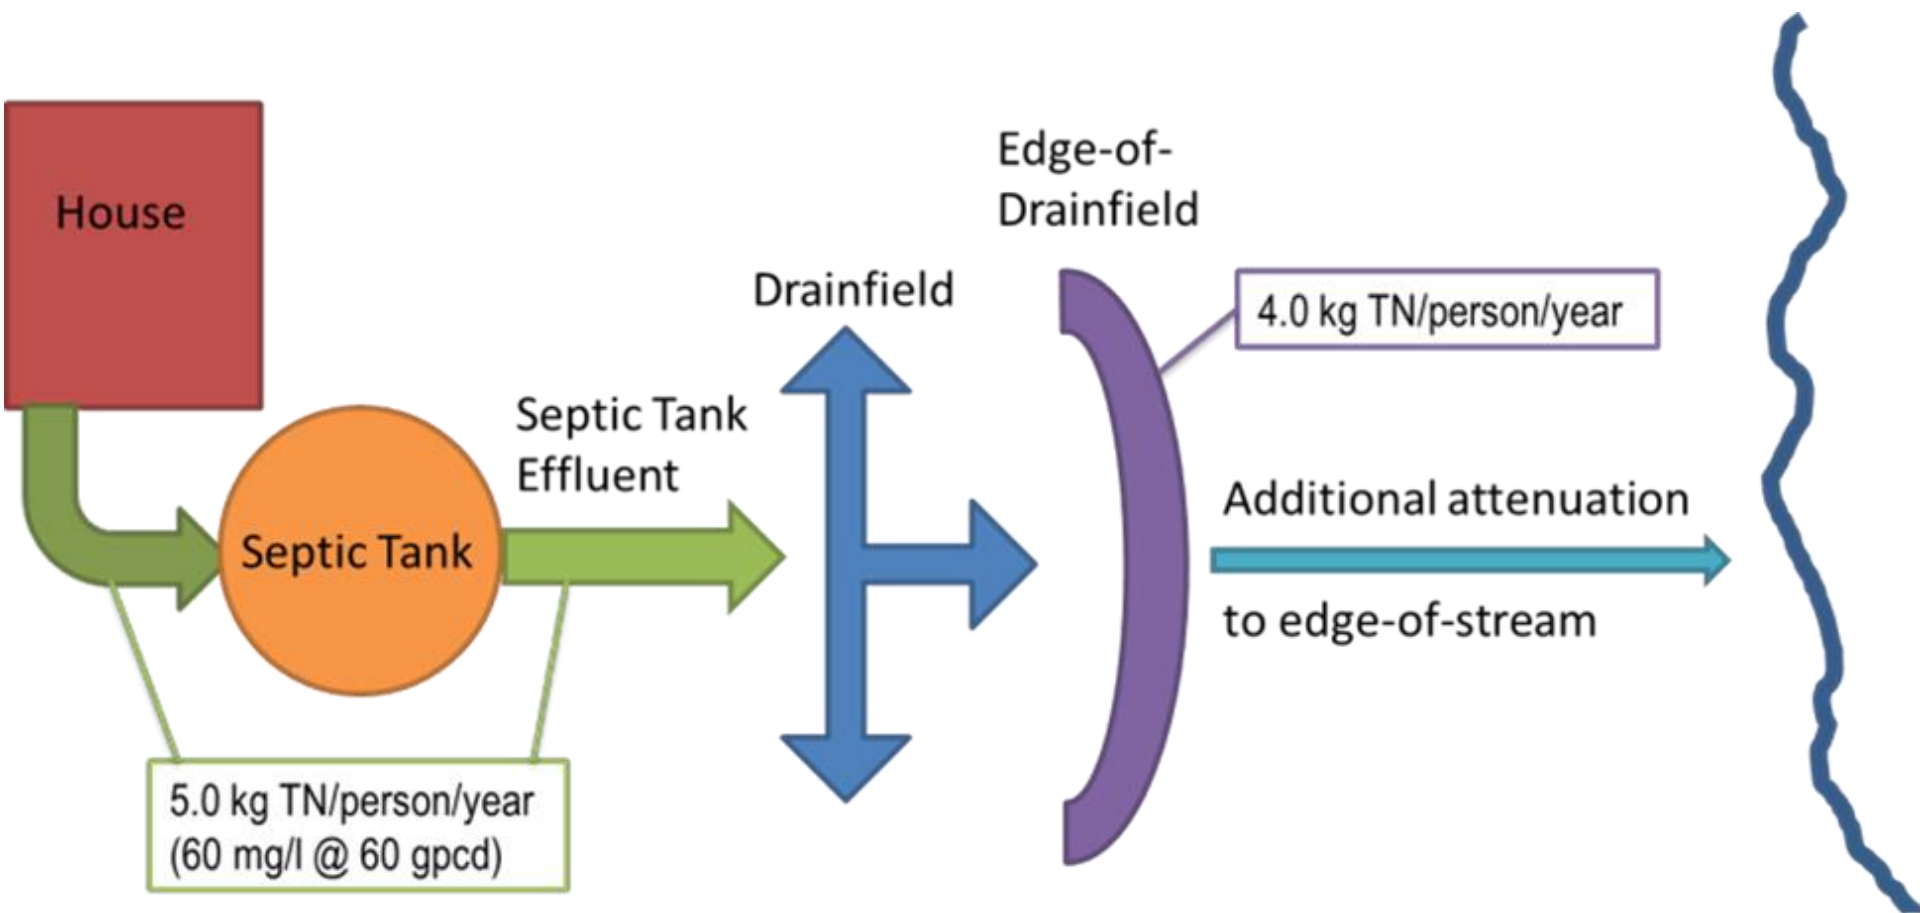 House
Septic Tank
Septic Tank
Effluent
5.0 kg TN/person/year
(60 mg/l @ 60 gpcd)
Drainfield
Edge-of-
Drainfield
4.0 kg TN/person/year
Additional attenuation
to edge-of-stream